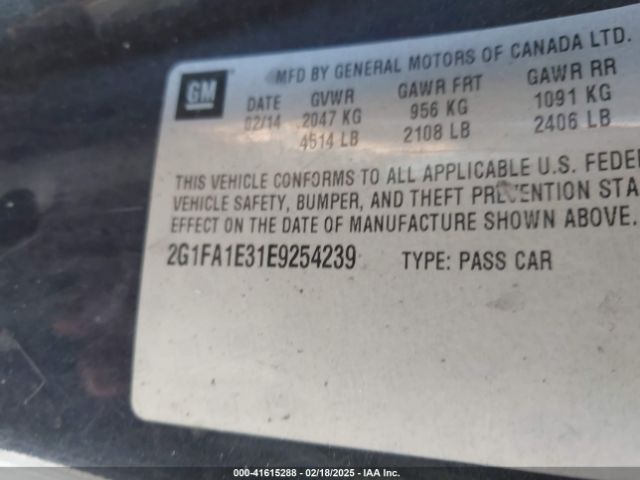 GM
MFD BY GENERAL MOTORS OF CANADA LTD.
DATE GVWR GAWR FRT GAWR RR
02/14 2047 KG 956 KG 1091 KG
4514 LB 2108 LB 2406 LB
THIS VEHICLE CONFORMS TO ALL APPLICABLE U.S. FEDE
VEHICLE SAFETY, BUMPER, AND THEFT PREVENTION STA
EFFECT ON THE DATE OF MANUFACTURE SHOWN ABOVE.
2G1FA1E31E9254239 TYPE: PASS CAR
000-41615288 - 02/18/2025 - IAA Inc.